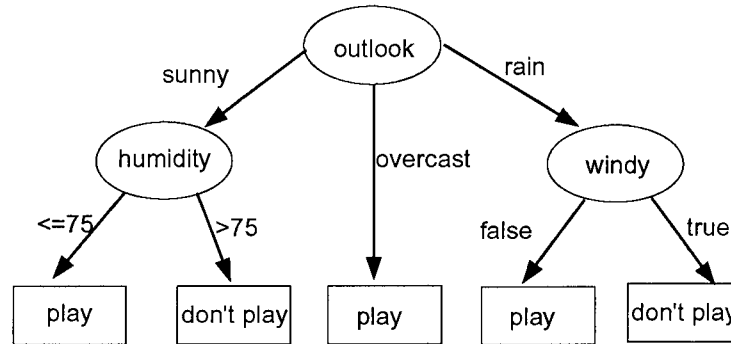 outlook
sunny
rain
humidity
overcast
windy
<=75
>75
false
true
play
don't play
play
play
don't play